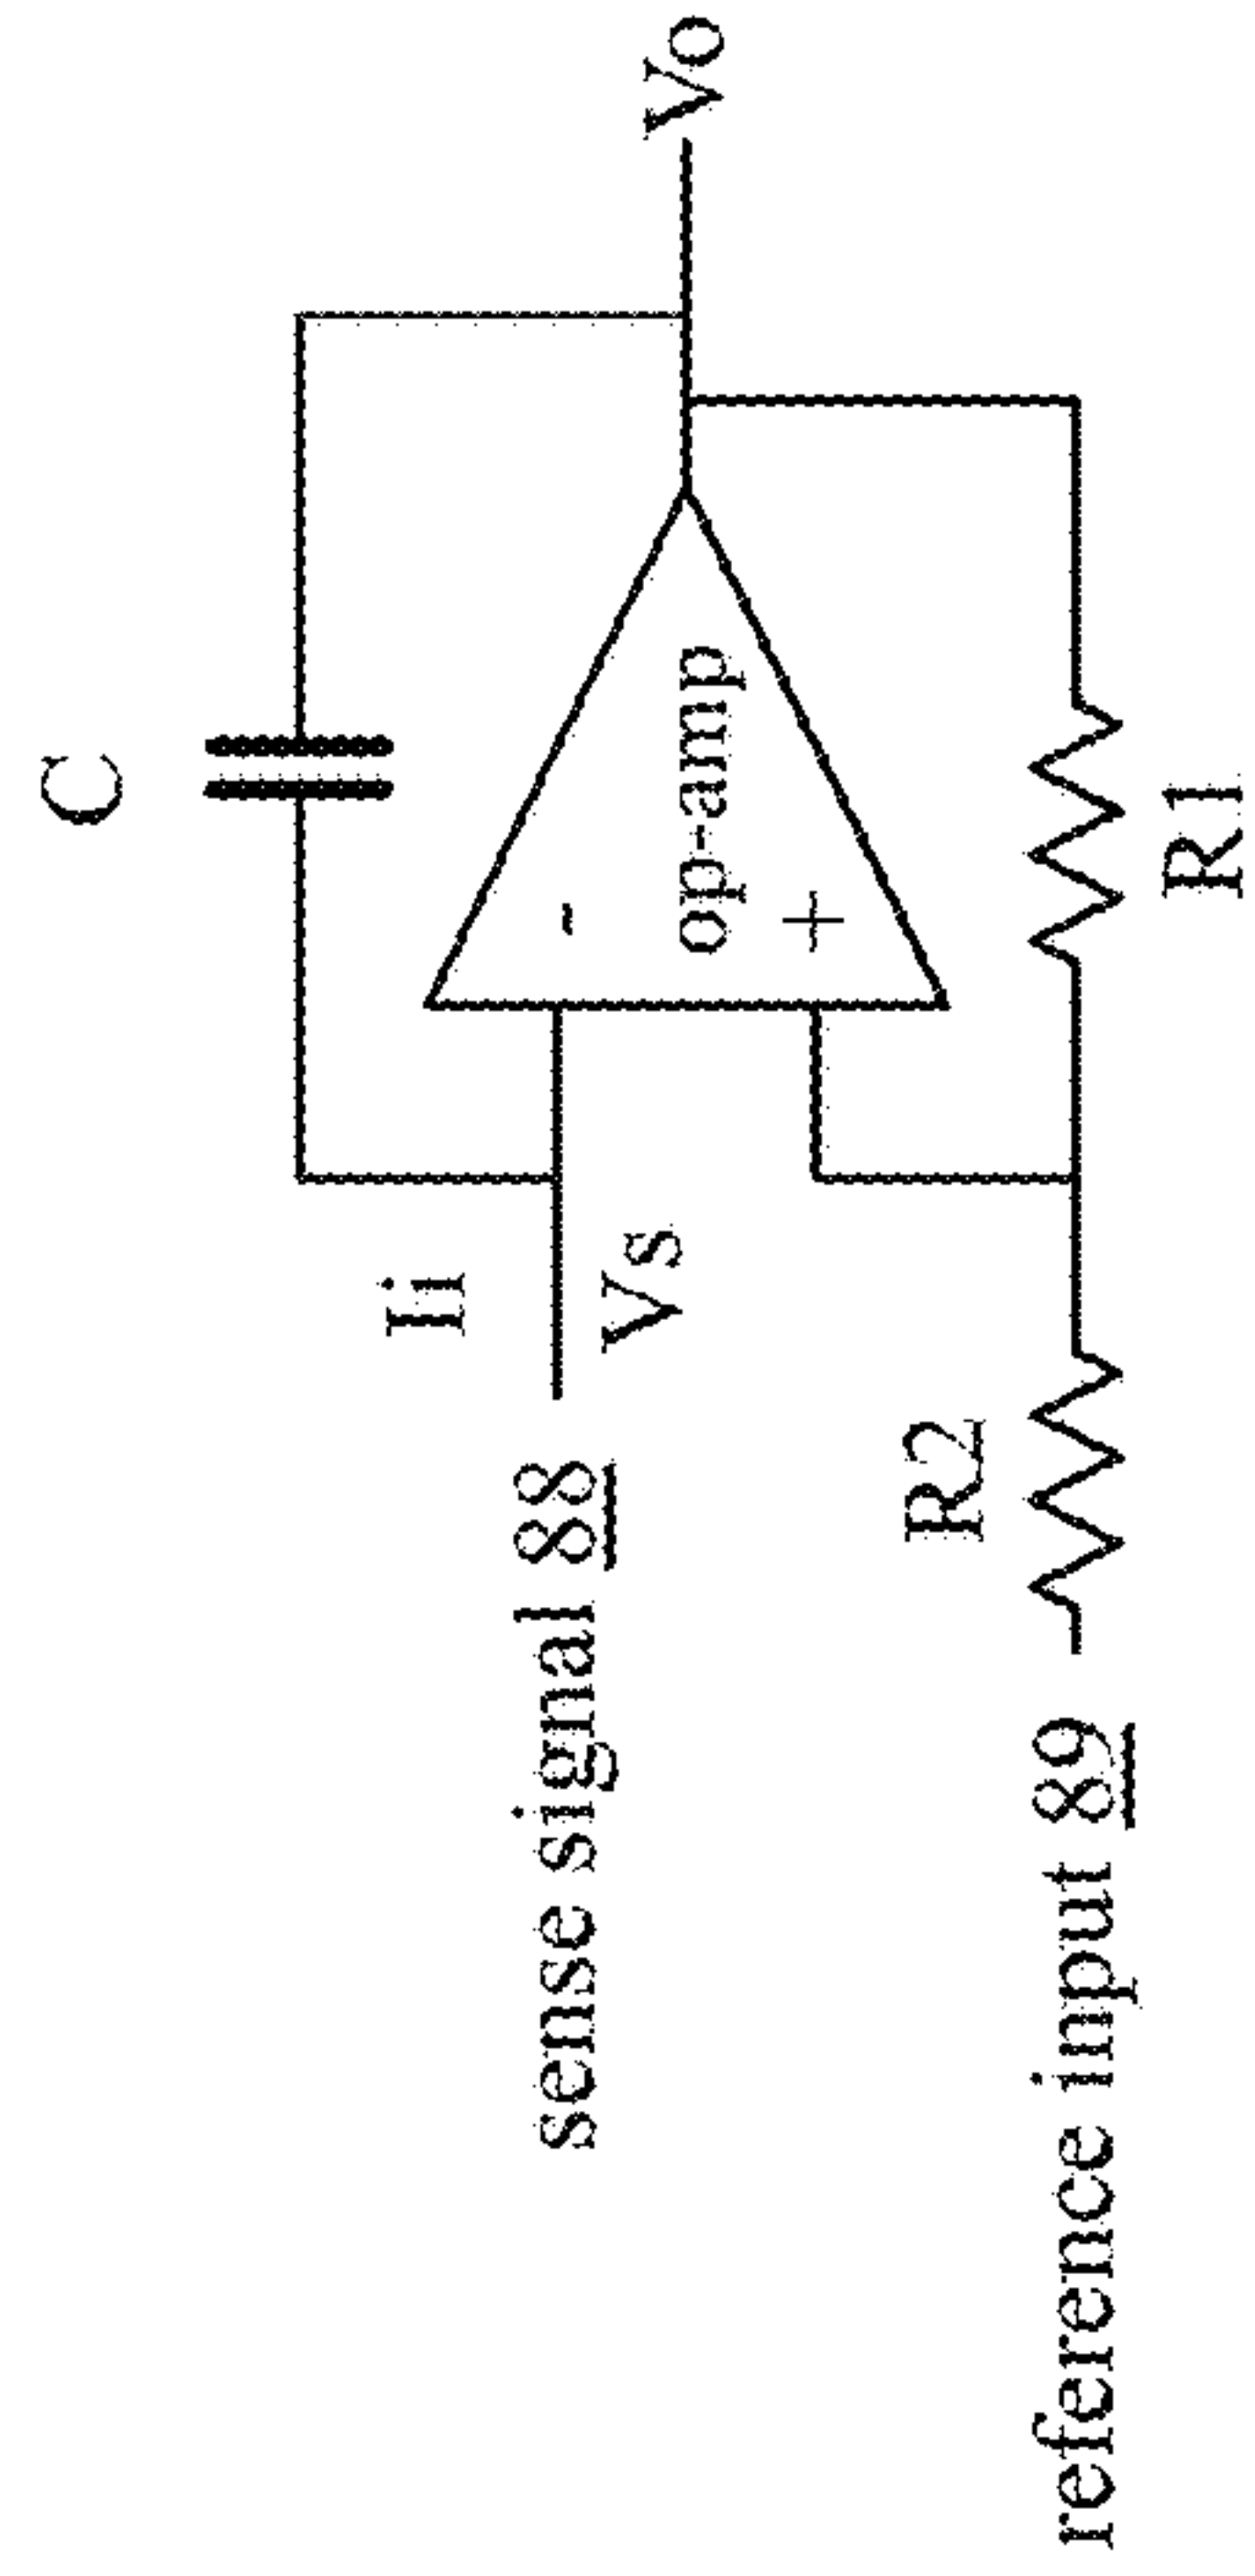 C
Ii
sense signal 88
Vs
-
op-amp
+
Vo
R2
reference input 89
R1